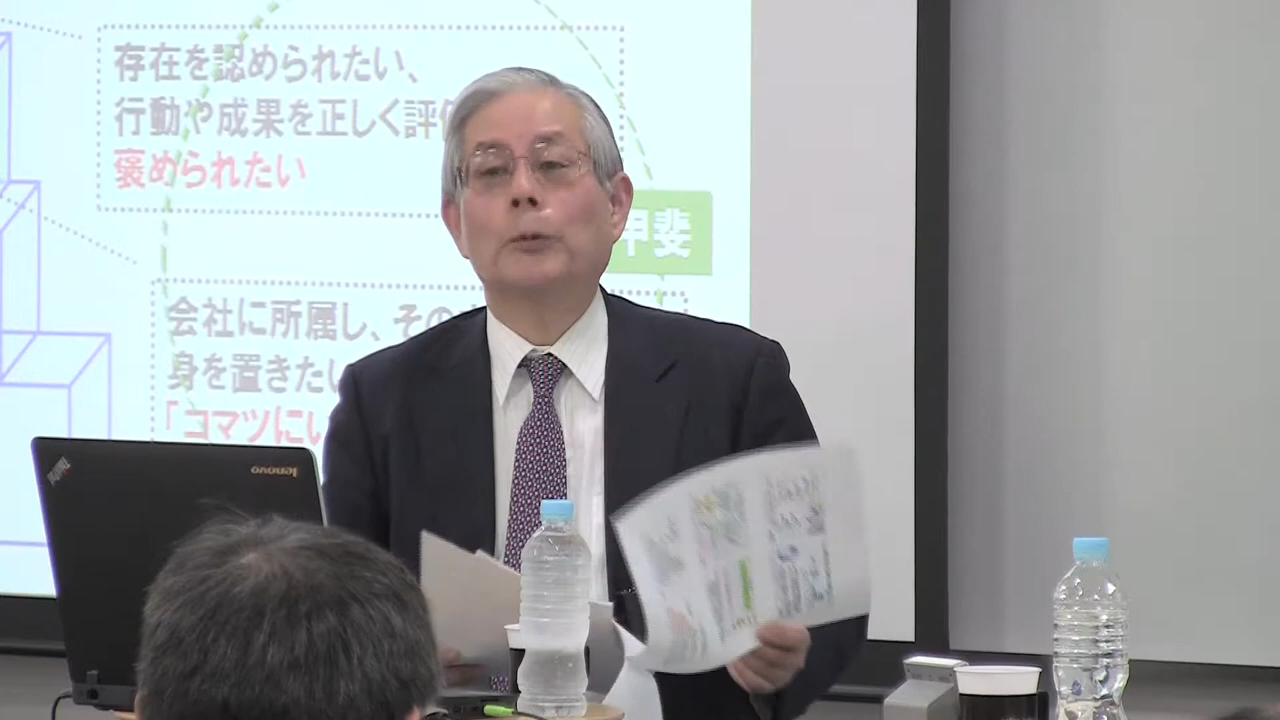 存在を認められたい、
行動や成果を正しく評
褒められたい
甲斐
会社に所属し、その
身を置きたい
「コマツにい
lenovo
ThinkPad